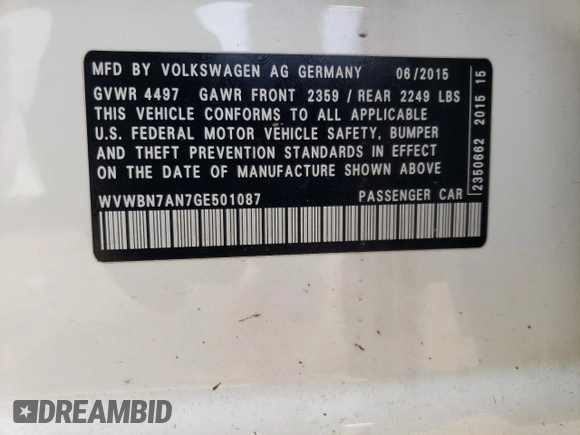 MFD BY VOLKSWAGEN AG GERMANY 06/2015
GVWR 4497 GAWR FRONT 2359 / REAR 2249 LBS
THIS VEHICLE CONFORMS TO ALL APPLICABLE
U.S. FEDERAL MOTOR VEHICLE SAFETY, BUMPER
AND THEFT PREVENTION STANDARDS IN EFFECT
ON THE DATE OF MANUFACTURE SHOWN ABOVE.
WVWBN7AN7GE501087 PASSENGER CAR
2350662 2015 15
DREAMBID